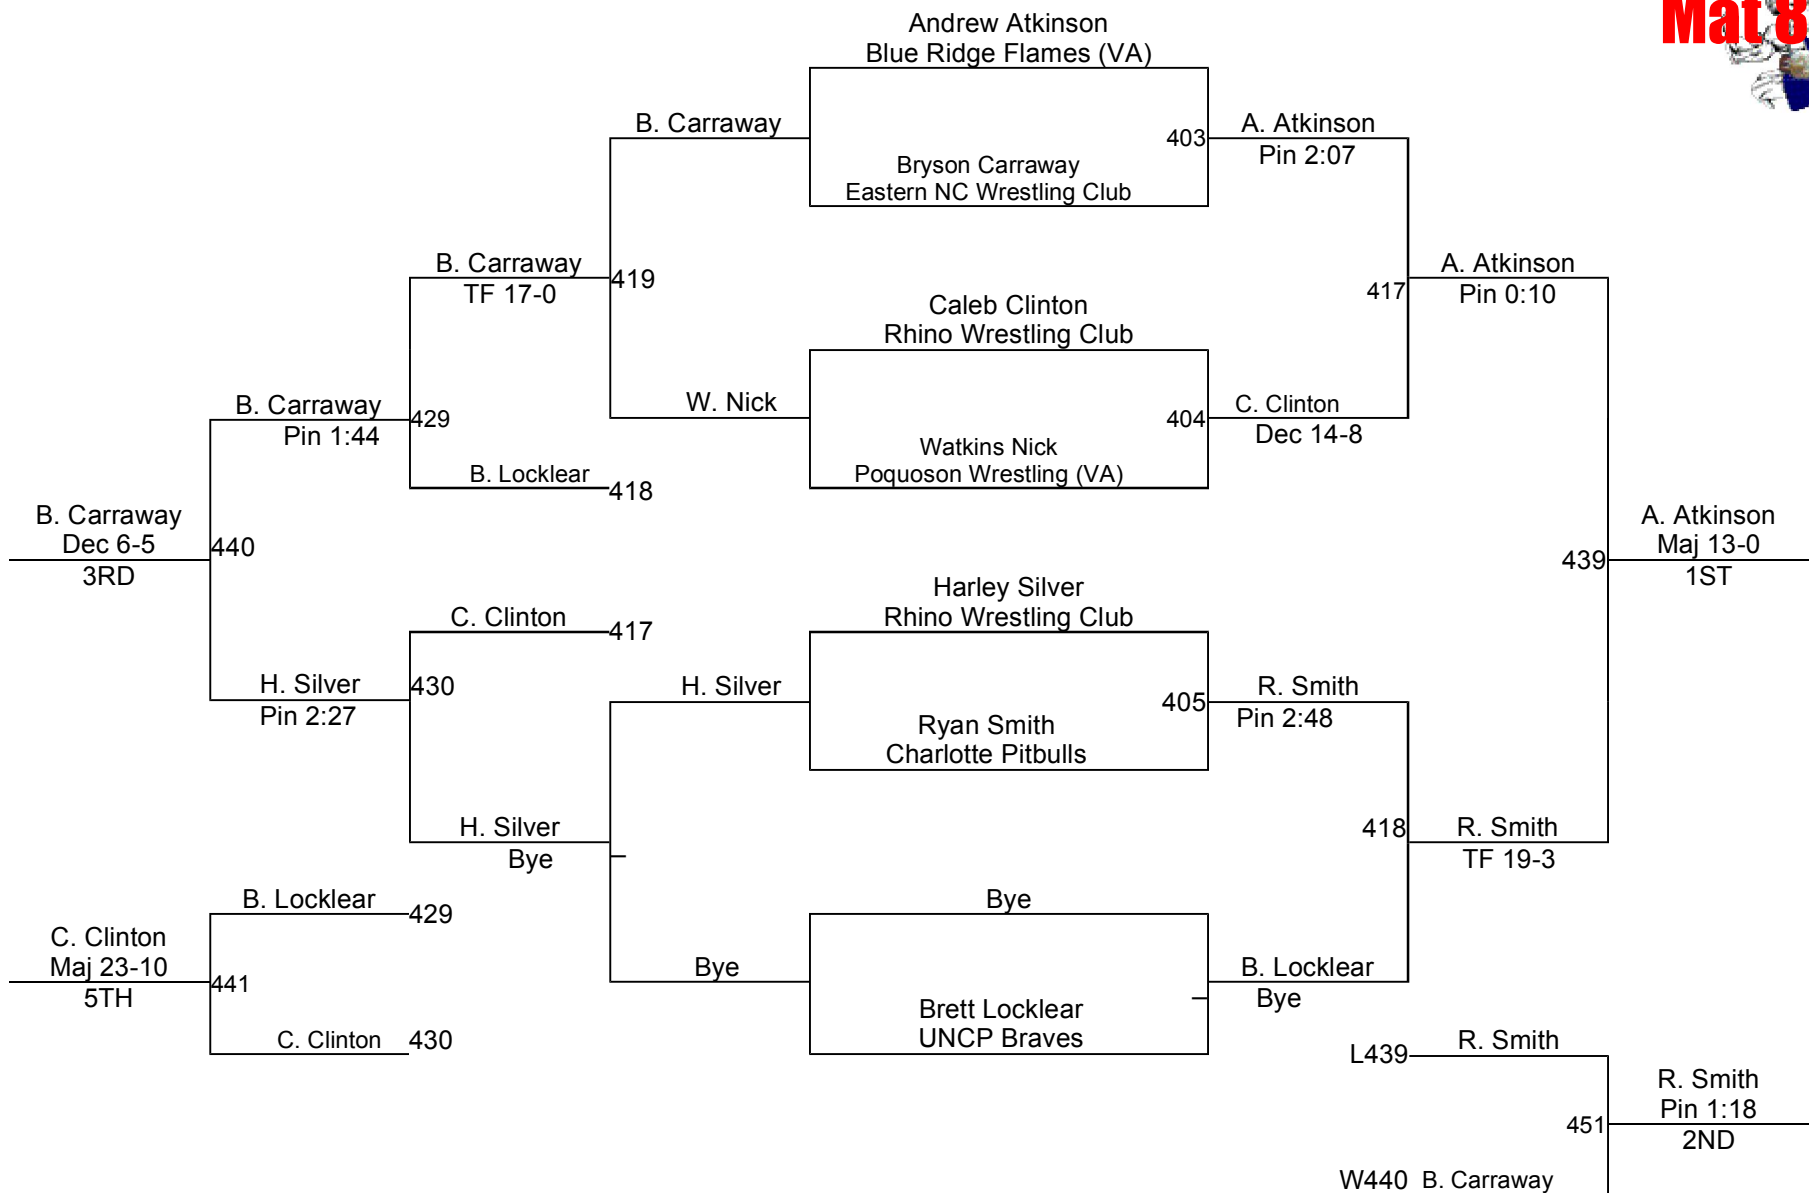 Mat 8
Andrew Atkinson
Blue Ridge Flames (VA)
B. Carraway
403
A. Atkinson
Pin 2:07
Bryson Carraway
Eastern NC Wrestling Club
B. Carraway
TF 17-0
419
A. Atkinson
Pin 0:10
417
Caleb Clinton
Rhino Wrestling Club
B. Carraway
Pin 1:44
429
W. Nick
404
C. Clinton
Dec 14-8
Watkins Nick
Poquoson Wrestling (VA)
B. Locklear
418
B. Carraway
Dec 6-5
3RD
440
439
A. Atkinson
Maj 13-0
1ST
Harley Silver
Rhino Wrestling Club
C. Clinton
417
H. Silver
Pin 2:27
430
H. Silver
405
R. Smith
Pin 2:48
Ryan Smith
Charlotte Pitbulls
H. Silver
Bye
418
R. Smith
TF 19-3
B. Locklear
429
Bye
C. Clinton
Maj 23-10
5TH
441
Bye
B. Locklear
Bye
Brett Locklear
UNCP Braves
C. Clinton
430
L439
R. Smith
R. Smith
Pin 1:18
2ND
451
W440
B. Carraway